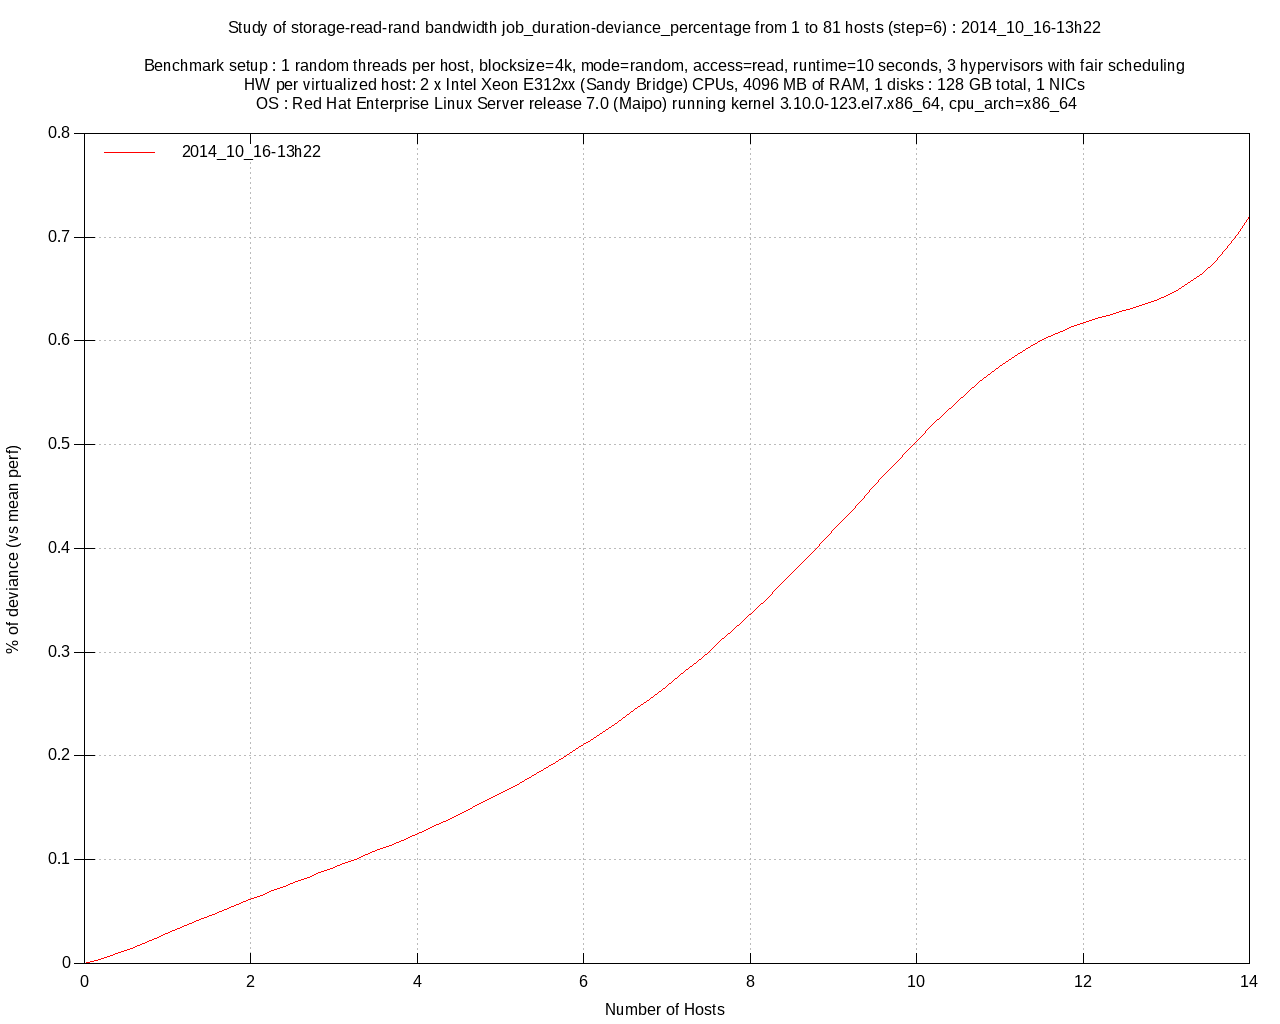 Study of storage-read-rand bandwidth job_duration-deviance_percentage from 1 to 81 hosts (step=6) : 2014_10_16-13h22
Benchmark setup : 1 random threads per host, blocksize=4k, mode=random, access=read, runtime=10 seconds, 3 hypervisors with fair scheduling
HW per virtualized host: 2 x Intel Xeon E312xx (Sandy Bridge) CPUs, 4096 MB of RAM, 1 disks : 128 GB total, 1 NICs
OS : Red Hat Enterprise Linux Server release 7.0 (Maipo) running kernel 3.10.0-123.el7.x86_64, cpu_arch=x86_64
2014_10_16-13h22
% of deviance (vs mean perf)
0.8
0.7
0.6
0.5
0.4
0.3
0.2
0.1
0
0 2 4 6 8 10 12 14
Number of Hosts